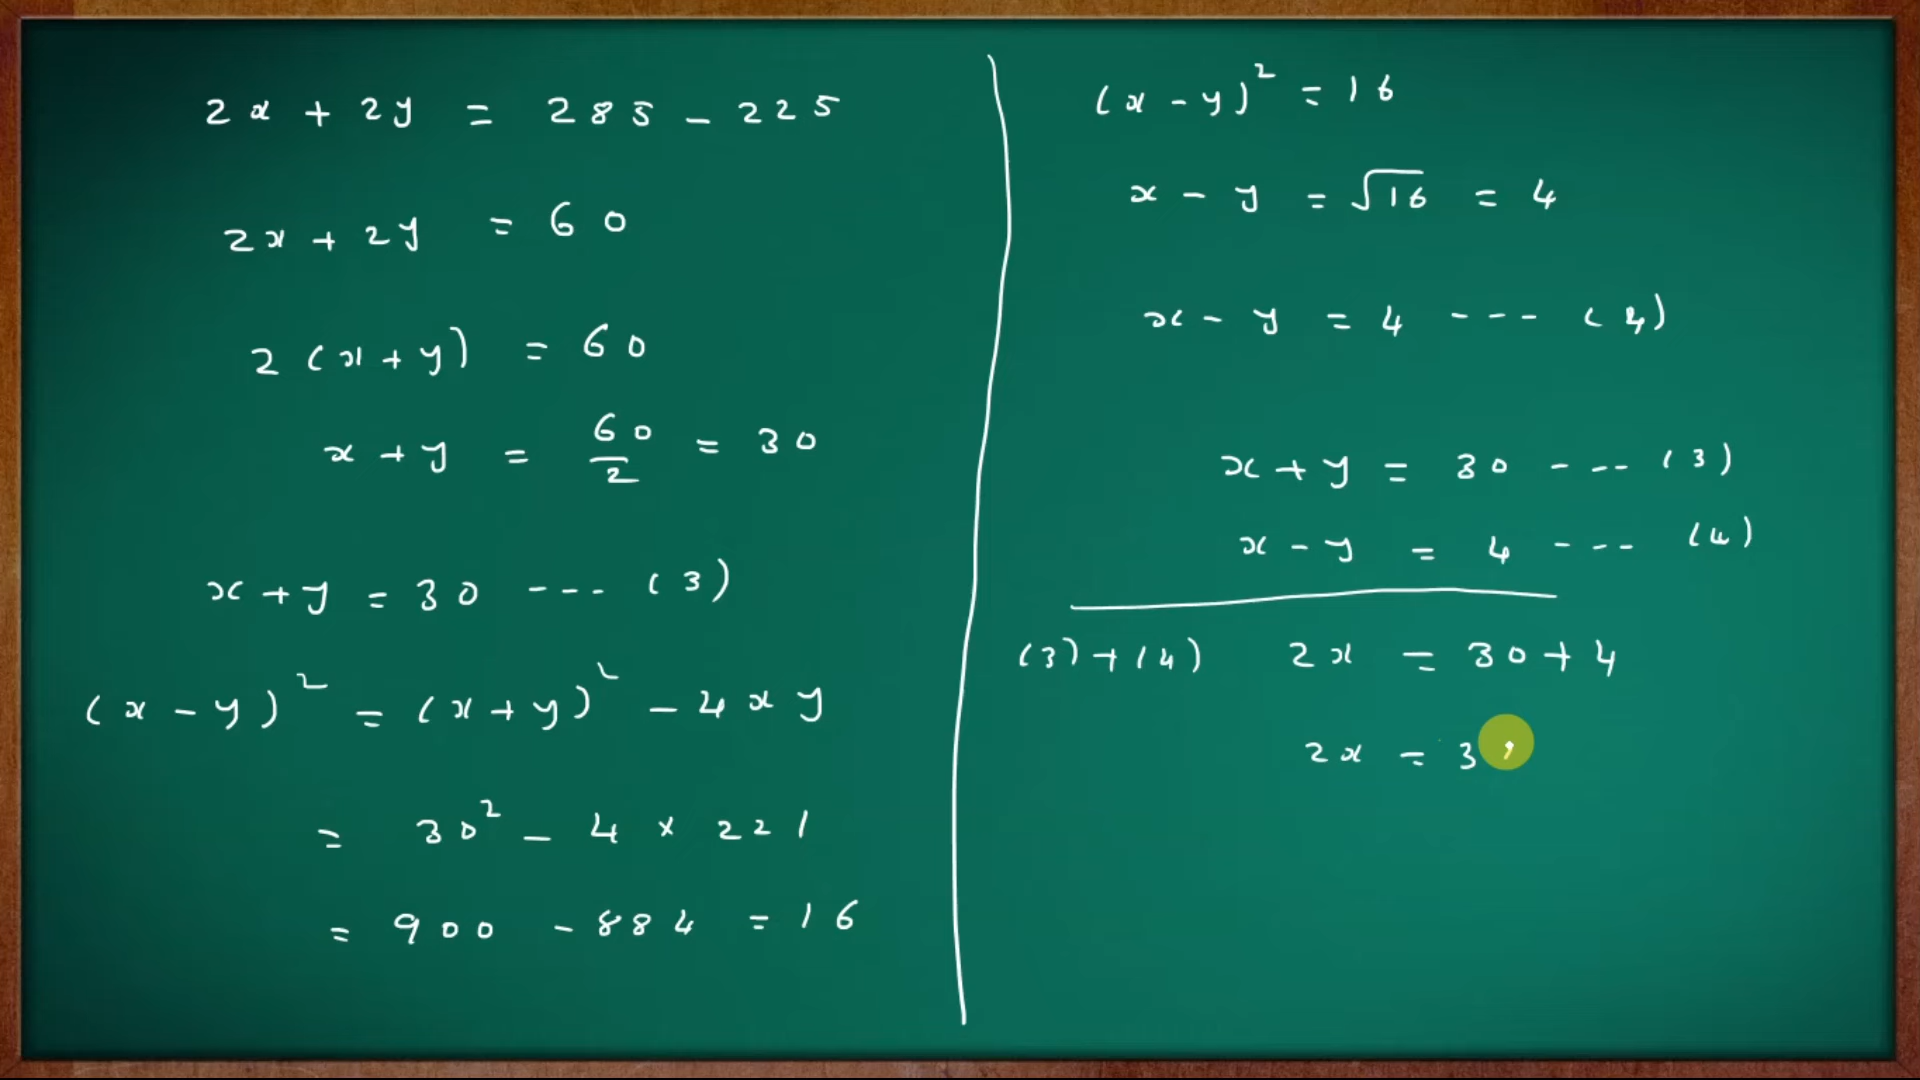 2x + 2y = 285 - 225
2x + 2y = 60
2(x+y) = 60
x + y = 60/2 = 30
x + y = 30 --- (3)
(x - y)² = (x + y)² - 4xy
= 30² - 4 × 221
= 900 - 884 = 16
(x - y)² = 16
x - y = √16 = 4
x - y = 4 --- (4)
x + y = 30 --- (3)
x - y = 4 --- (4)
(3)+(4) 2x = 30+4
2x = 3